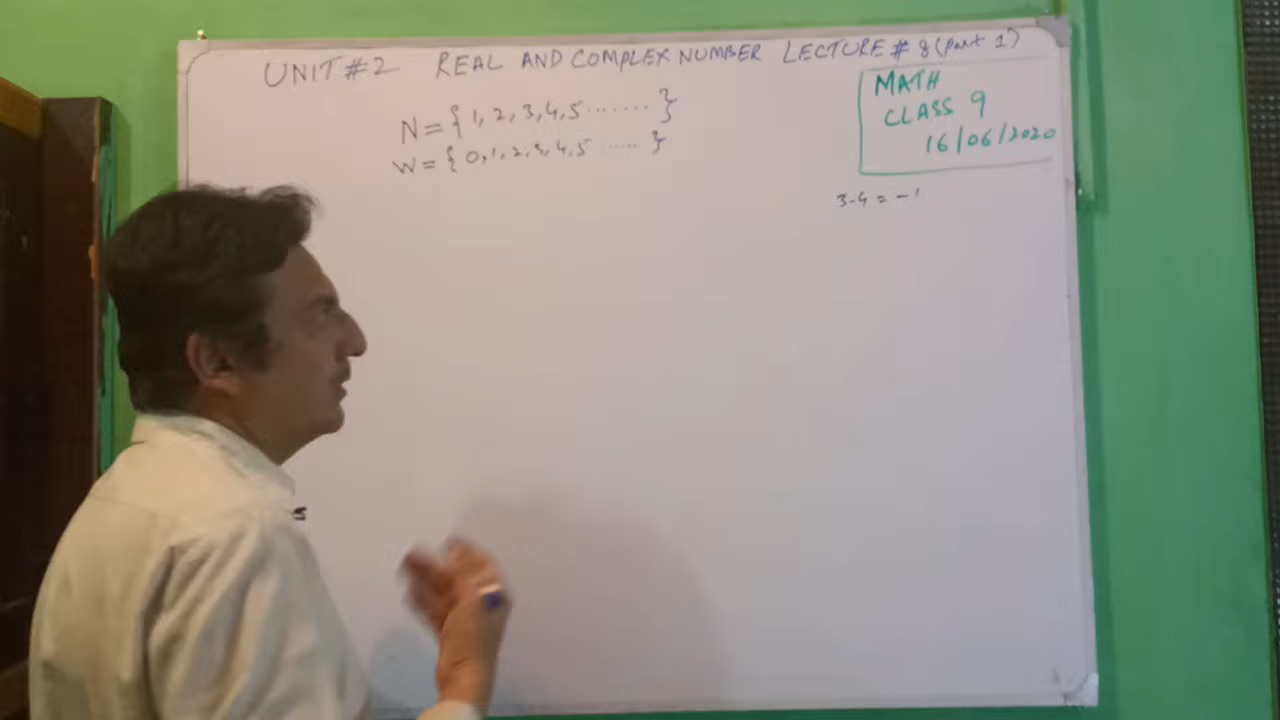 UNIT #2 REAL AND COMPLEX NUMBER LECTURE # 8 (Part 1)
MATH
CLASS 9
16/06/2020
N = { 1, 2, 3, 4, 5 ....... }
W = { 0, 1, 2, 3, 4, 5 ...... }
3-4 = -1